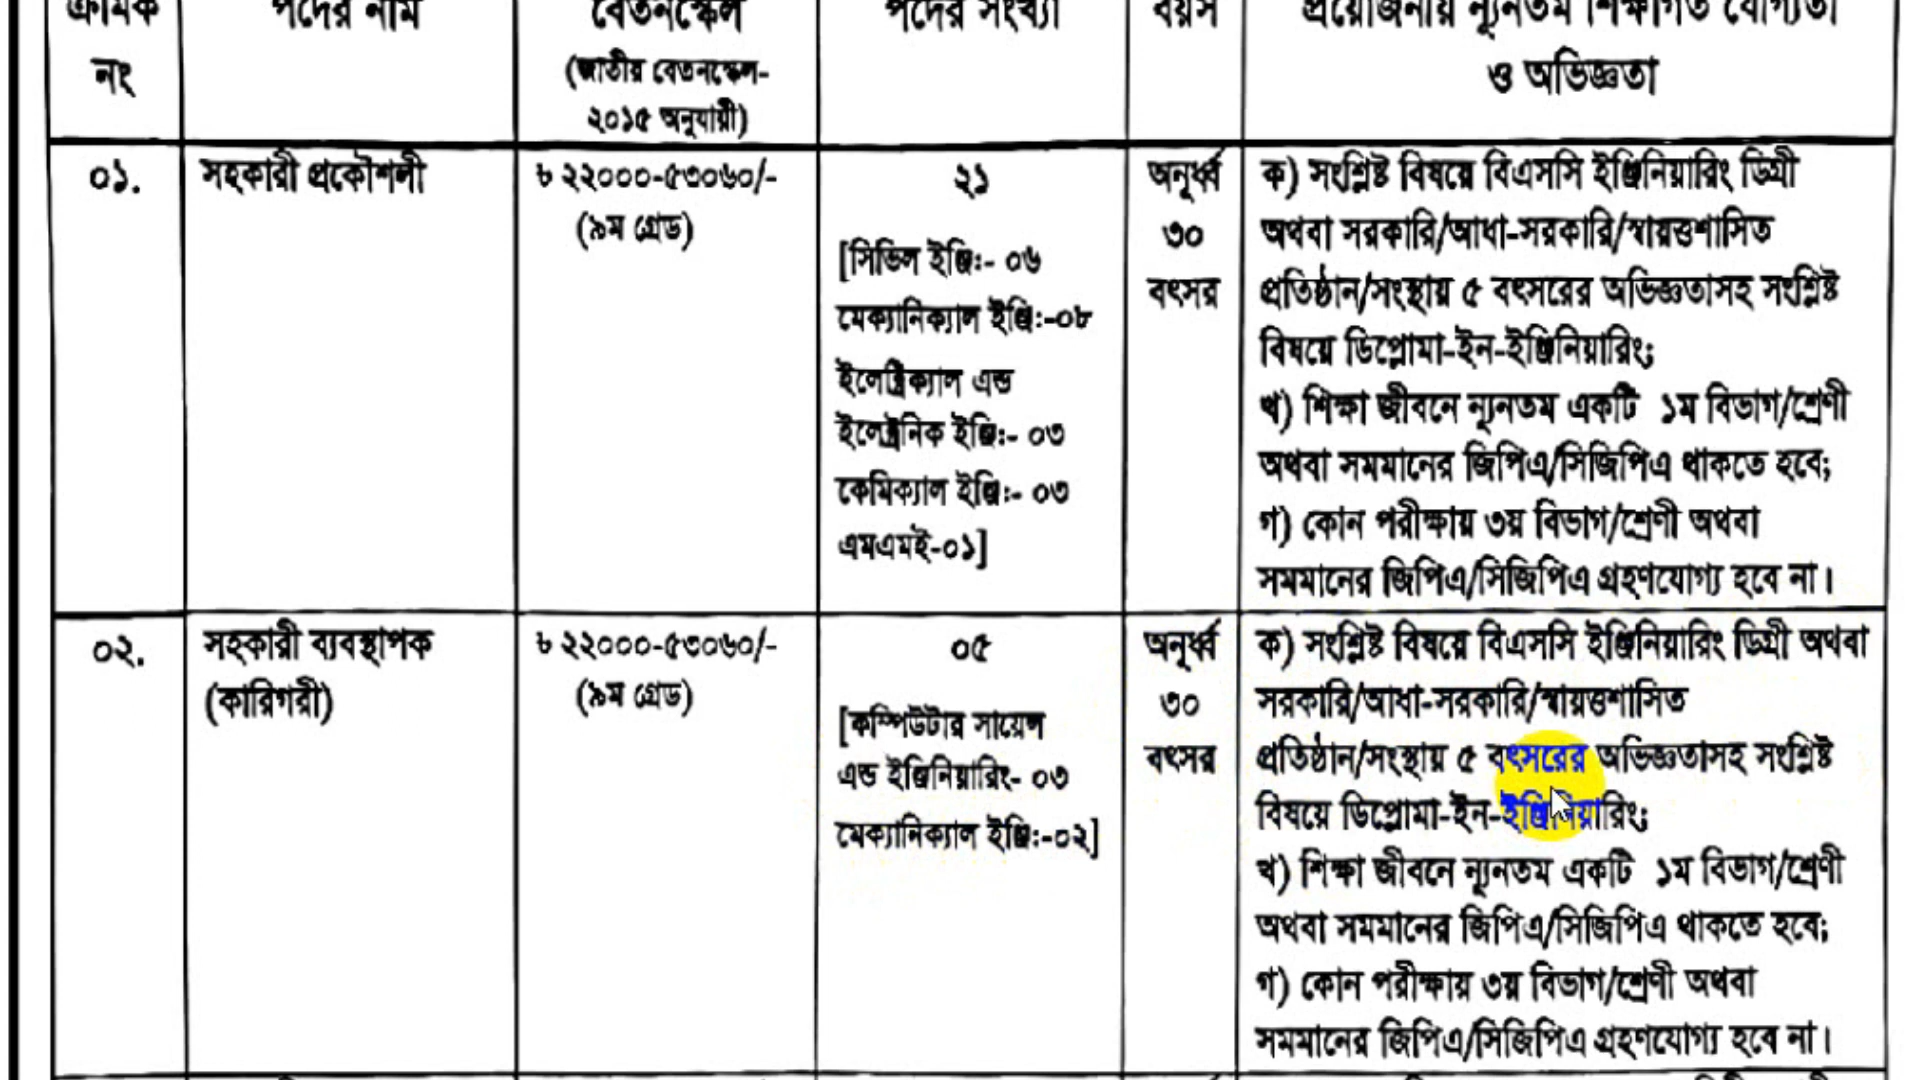 ক্রমিক
নং
পদের নাম
বেতনস্কেল
(জাতীয় বেতনস্কেল-
২০১৫ অনুযায়ী)
পদের সংখ্যা
বয়স
প্রয়োজনীয় ন্যূনতম শিক্ষাগত যোগ্যতা
ও অভিজ্ঞতা
০১.
সহকারী প্রকৌশলী
৳ ২২০০০-৫৩০৬০/-
(৯ম গ্রেড)
২১
[সিভিল ইঞ্জিঃ- ০৬
মেক্যানিক্যাল ইঞ্জিঃ-০৮
ইলেক্ট্রিক্যাল এন্ড
ইলেক্ট্রনিক ইঞ্জিঃ- ০৩
কেমিক্যাল ইঞ্জিঃ- ০৩
এমএমই-০১]
অনূর্ধ্ব
৩০
বৎসর
ক) সংশ্লিষ্ট বিষয়ে বিএসসি ইঞ্জিনিয়ারিং ডিগ্রী
অথবা সরকারি/আধা-সরকারি/স্বায়ত্তশাসিত
প্রতিষ্ঠান/সংস্থায় ৫ বৎসরের অভিজ্ঞতাসহ সংশ্লিষ্ট
বিষয়ে ডিপ্লোমা-ইন-ইঞ্জিনিয়ারিং;
খ) শিক্ষা জীবনে ন্যূনতম একটি ১ম বিভাগ/শ্রেণী
অথবা সমমানের জিপিএ/সিজিপিএ থাকতে হবে;
গ) কোন পরীক্ষায় ৩য় বিভাগ/শ্রেণী অথবা
সমমানের জিপিএ/সিজিপিএ গ্রহণযোগ্য হবে না।
০২.
সহকারী ব্যবস্থাপক
(কারিগরী)
৳ ২২০০০-৫৩০৬০/-
(৯ম গ্রেড)
০৫
[কম্পিউটার সায়েন্স
এন্ড ইঞ্জিনিয়ারিং- ০৩
মেক্যানিক্যাল ইঞ্জিঃ-০২]
অনূর্ধ্ব
৩০
বৎসর
ক) সংশ্লিষ্ট বিষয়ে বিএসসি ইঞ্জিনিয়ারিং ডিগ্রী অথবা
সরকারি/আধা-সরকারি/স্বায়ত্তশাসিত
প্রতিষ্ঠান/সংস্থায় ৫ বৎসরের অভিজ্ঞতাসহ সংশ্লিষ্ট
বিষয়ে ডিপ্লোমা-ইন-ইঞ্জিনিয়ারিং;
খ) শিক্ষা জীবনে ন্যূনতম একটি ১ম বিভাগ/শ্রেণী
অথবা সমমানের জিপিএ/সিজিপিএ থাকতে হবে;
গ) কোন পরীক্ষায় ৩য় বিভাগ/শ্রেণী অথবা
সমমানের জিপিএ/সিজিপিএ গ্রহণযোগ্য হবে না।